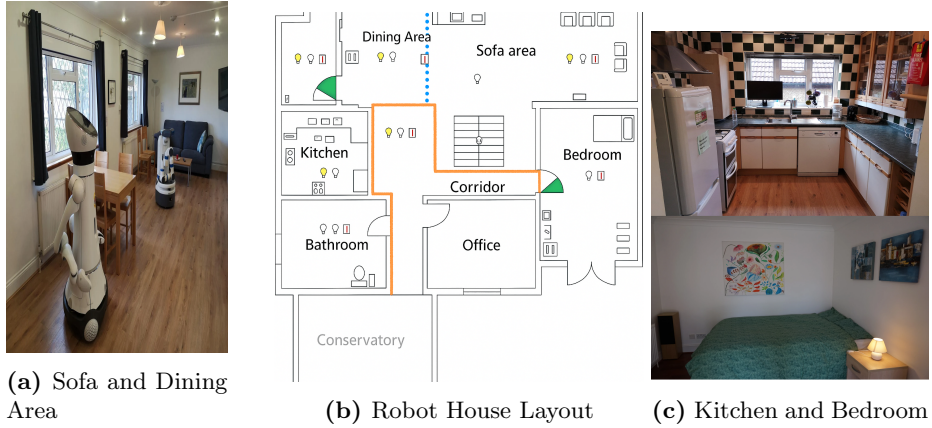 Dining Area
Sofa area
Kitchen
Bedroom
Corridor
Bathroom
Office
Conservatory
(a) Sofa and Dining
Area
(b) Robot House Layout
(c) Kitchen and Bedroom